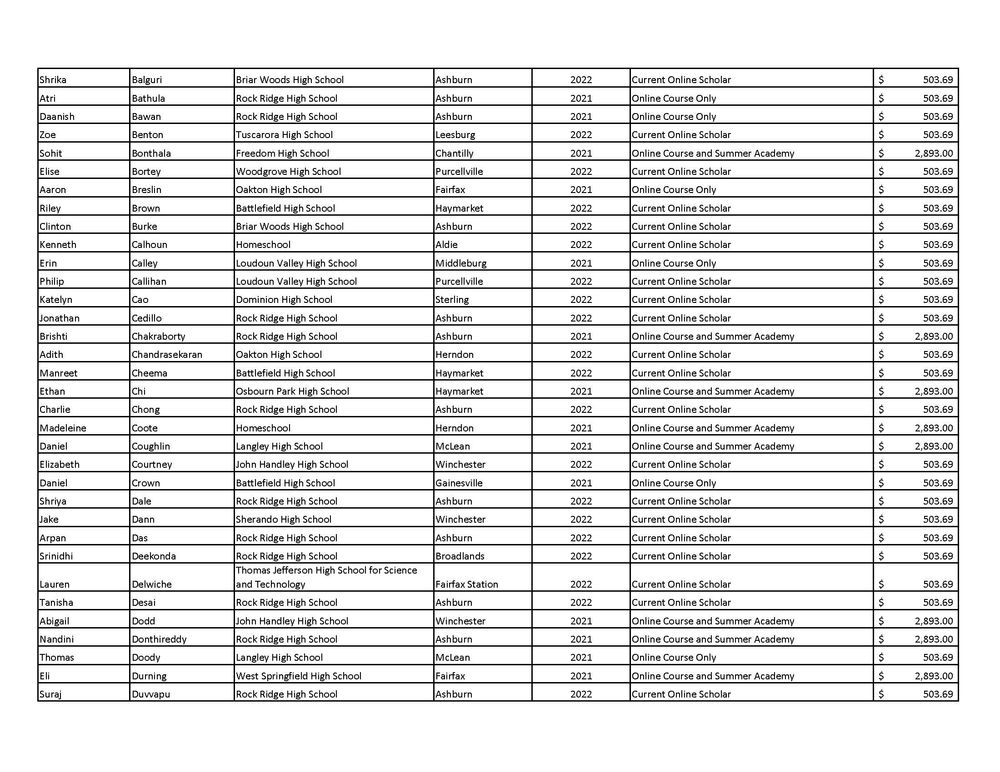 Shrika Balguri Briar Woods High School Ashburn 2022 Current Online Scholar $ 503.69
Atri Bathula Rock Ridge High School Ashburn 2021 Online Course Only $ 503.69
Daanish Bawan Rock Ridge High School Ashburn 2021 Online Course Only $ 503.69
Zoe Benton Tuscarora High School Leesburg 2022 Current Online Scholar $ 503.69
Sohit Bonthala Freedom High School Chantilly 2021 Online Course and Summer Academy $ 2,893.00
Elise Bortey Woodgrove High School Purcellville 2022 Current Online Scholar $ 503.69
Aaron Breslin Oakton High School Fairfax 2021 Online Course Only $ 503.69
Riley Brown Battlefield High School Haymarket 2022 Current Online Scholar $ 503.69
Clinton Burke Briar Woods High School Ashburn 2022 Current Online Scholar $ 503.69
Kenneth Calhoun Homeschool Aldie 2022 Current Online Scholar $ 503.69
Erin Calley Loudoun Valley High School Middleburg 2021 Online Course Only $ 503.69
Philip Callihan Loudoun Valley High School Purcellville 2022 Current Online Scholar $ 503.69
Katelyn Cao Dominion High School Sterling 2022 Current Online Scholar $ 503.69
Jonathan Cedillo Rock Ridge High School Ashburn 2022 Current Online Scholar $ 503.69
Brishti Chakraborty Rock Ridge High School Ashburn 2021 Online Course and Summer Academy $ 2,893.00
Adith Chandrasekaran Oakton High School Herndon 2022 Current Online Scholar $ 503.69
Manreet Cheema Battlefield High School Haymarket 2022 Current Online Scholar $ 503.69
Ethan Chi Osbourn Park High School Haymarket 2021 Online Course and Summer Academy $ 2,893.00
Charlie Chong Rock Ridge High School Ashburn 2022 Current Online Scholar $ 503.69
Madeleine Coote Homeschool Herndon 2021 Online Course and Summer Academy $ 2,893.00
Daniel Coughlin Langley High School McLean 2021 Online Course and Summer Academy $ 2,893.00
Elizabeth Courtney John Handley High School Winchester 2022 Current Online Scholar $ 503.69
Daniel Crown Battlefield High School Gainesville 2021 Online Course Only $ 503.69
Shriya Dale Rock Ridge High School Ashburn 2022 Current Online Scholar $ 503.69
Jake Dann Sherando High School Winchester 2022 Current Online Scholar $ 503.69
Arpan Das Rock Ridge High School Ashburn 2022 Current Online Scholar $ 503.69
Srinidhi Deekonda Rock Ridge High School Broadlands 2022 Current Online Scholar $ 503.69
Thomas Jefferson High School for Science
Lauren Delwiche and Technology Fairfax Station 2022 Current Online Scholar $ 503.69
Tanisha Desai Rock Ridge High School Ashburn 2022 Current Online Scholar $ 503.69
Abigail Dodd John Handley High School Winchester 2021 Online Course and Summer Academy $ 2,893.00
Nandini Donthireddy Rock Ridge High School Ashburn 2021 Online Course and Summer Academy $ 2,893.00
Thomas Doody Langley High School McLean 2021 Online Course Only $ 503.69
Eli Durning West Springfield High School Fairfax 2021 Online Course and Summer Academy $ 2,893.00
Suraj Duvvapu Rock Ridge High School Ashburn 2022 Current Online Scholar $ 503.69